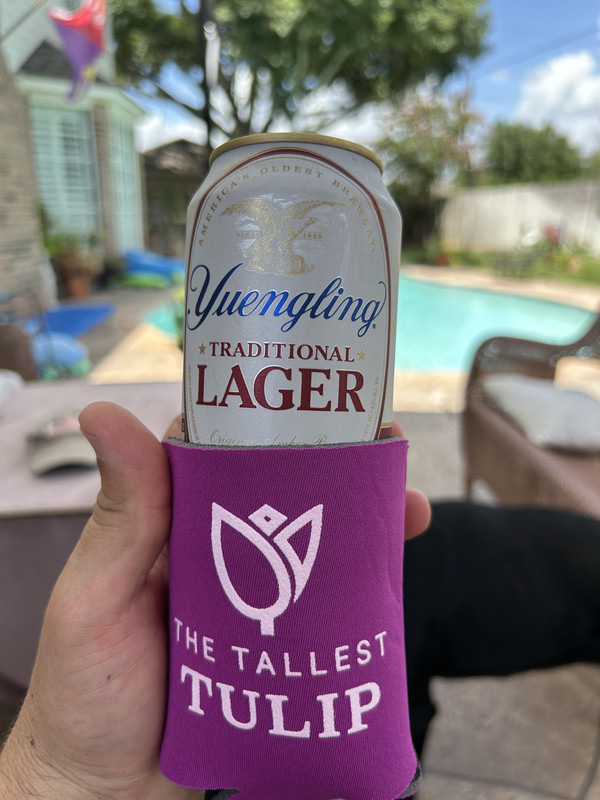 AMERICA'S OLDEST BREWERY
Yuengling
TRADITIONAL
LAGER
THE TALLEST
TULIP